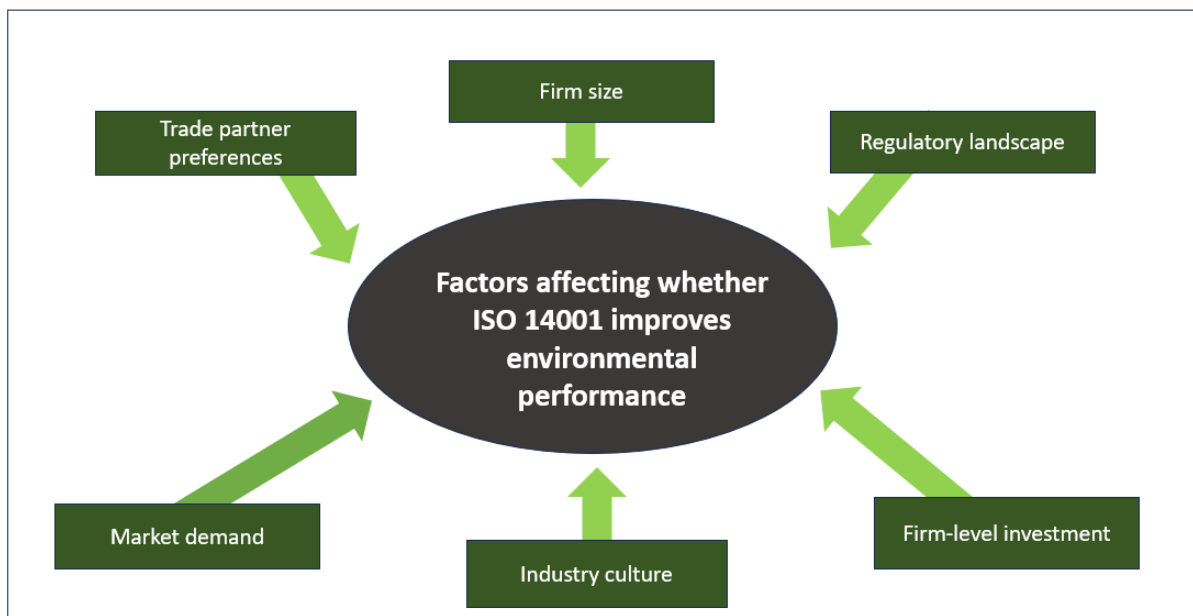 Firm size
Trade partner
preferences
Regulatory landscape
Factors affecting whether
ISO 14001 improves
environmental
performance
Market demand
Firm-level investment
Industry culture